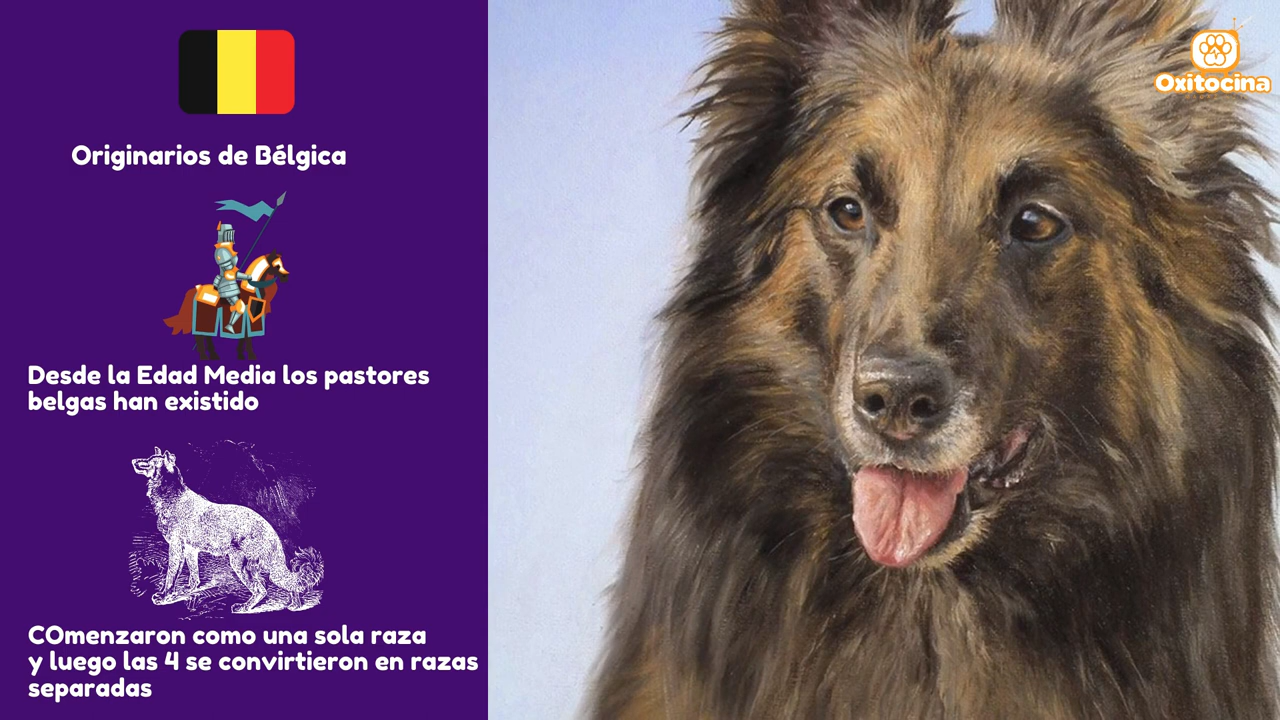 Originarios de Bélgica
Desde la Edad Media los pastores
belgas han existido
COmenzaron como una sola raza
y luego las 4 se convirtieron en razas
separadas
Oxitocina